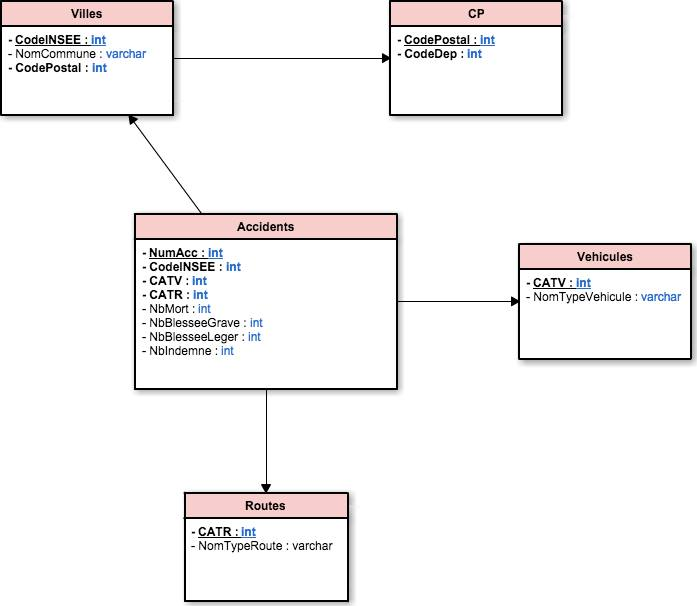 Villes
- CodeINSEE : int
- NomCommune : varchar
- CodePostal : int
CP
- CodePostal : int
- CodeDep : int
Accidents
- NumAcc : int
- CodeINSEE : int
- CATV : int
- CATR : int
- NbMort : int
- NbBlesseeGrave : int
- NbBlesseeLeger : int
- NbIndemne : int
Vehicules
- CATV : int
- NomTypeVehicule : varchar
Routes
- CATR : int
- NomTypeRoute : varchar